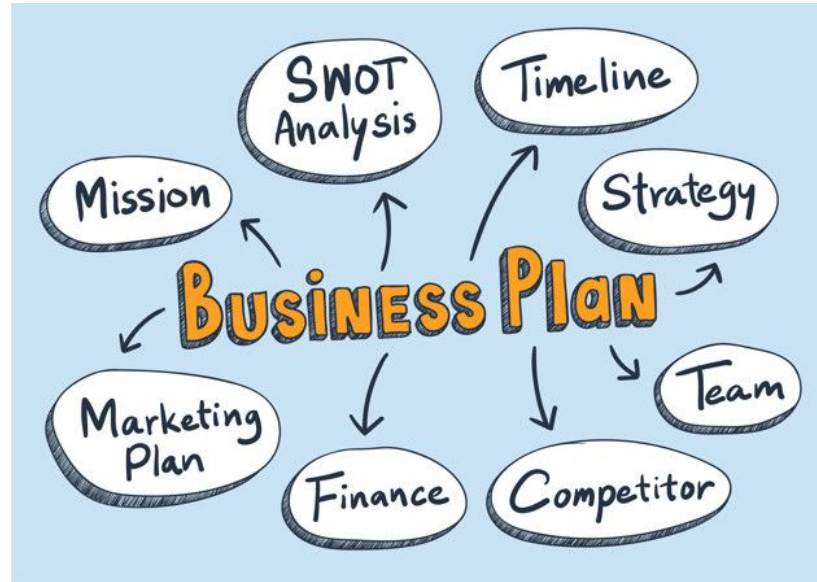 SWOT
Analysis
Timeline
Mission
Strategy
Business Plan
Marketing
Plan
Team
Finance
Competitor